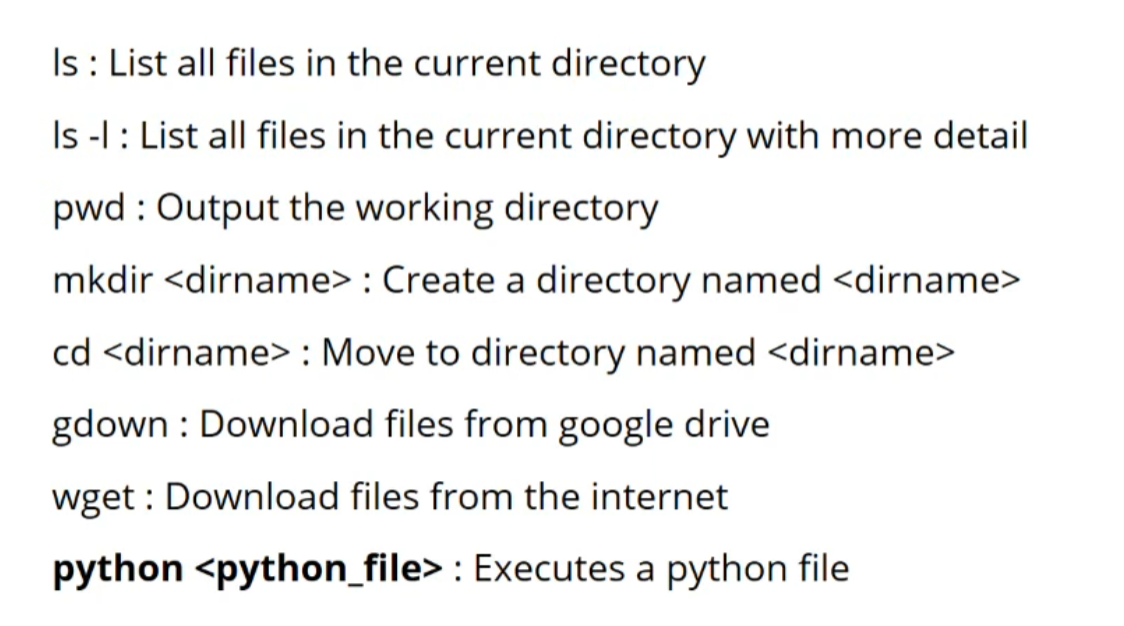 ls : List all files in the current directory
ls -l : List all files in the current directory with more detail
pwd : Output the working directory
mkdir <dirname> : Create a directory named <dirname>
cd <dirname> : Move to directory named <dirname>
gdown : Download files from google drive
wget : Download files from the internet
python <python_file> : Executes a python file